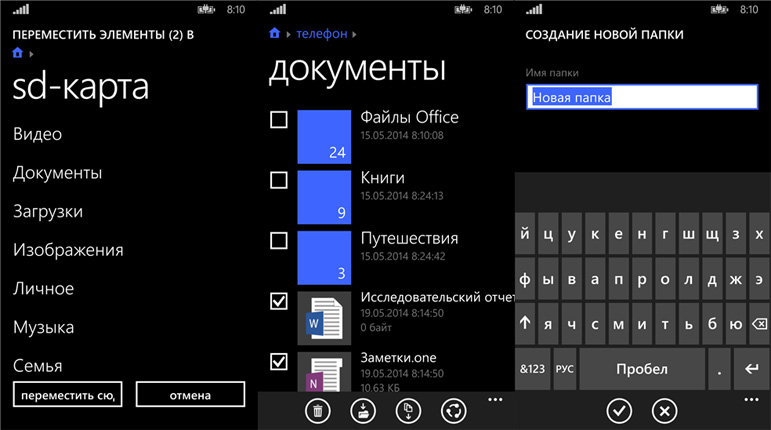 8:10
ПЕРЕМЕСТИТЬ ЭЛЕМЕНТЫ (2) В
sd-карта
Видео
Документы
Загрузки
Изображения
Личное
Музыка
Семья
переместить сюд
отмена
8:10
телефон
документы
24
Файлы Office
15.05.2014 8:10:08
9
Книги
15.05.2014 8:24:13
3
Путешествия
15.05.2014 8:24:42
W
Исследовательский отчет
19.05.2014 8:14:50
0 байт
N
Заметки.one
19.05.2014 8:14:50
10,63 КБ
8:10
СОЗДАНИЕ НОВОЙ ПАПКИ
Имя папки
Новая папка
й ц у к е н г ш щ з х
ф ы в а п р о л д ж э
я ч с м и т ь б ю
&123 РУС Пробел .